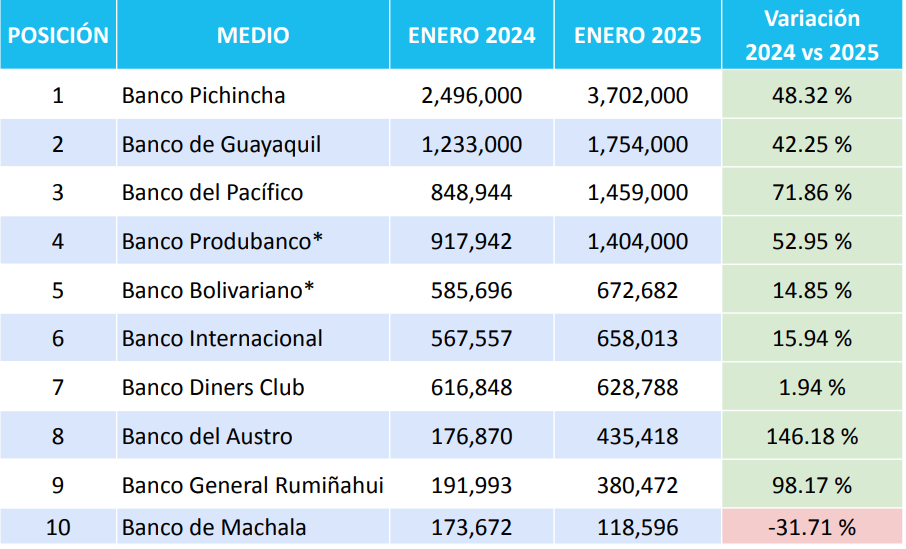 POSICIÓN MEDIO ENERO 2024 ENERO 2025 Variación 2024 vs 2025
1 Banco Pichincha 2,496,000 3,702,000 48.32 %
2 Banco de Guayaquil 1,233,000 1,754,000 42.25 %
3 Banco del Pacífico 848,944 1,459,000 71.86 %
4 Banco Produbanco* 917,942 1,404,000 52.95 %
5 Banco Bolivariano* 585,696 672,682 14.85 %
6 Banco Internacional 567,557 658,013 15.94 %
7 Banco Diners Club 616,848 628,788 1.94 %
8 Banco del Austro 176,870 435,418 146.18 %
9 Banco General Rumiñahui 191,993 380,472 98.17 %
10 Banco de Machala 173,672 118,596 -31.71 %